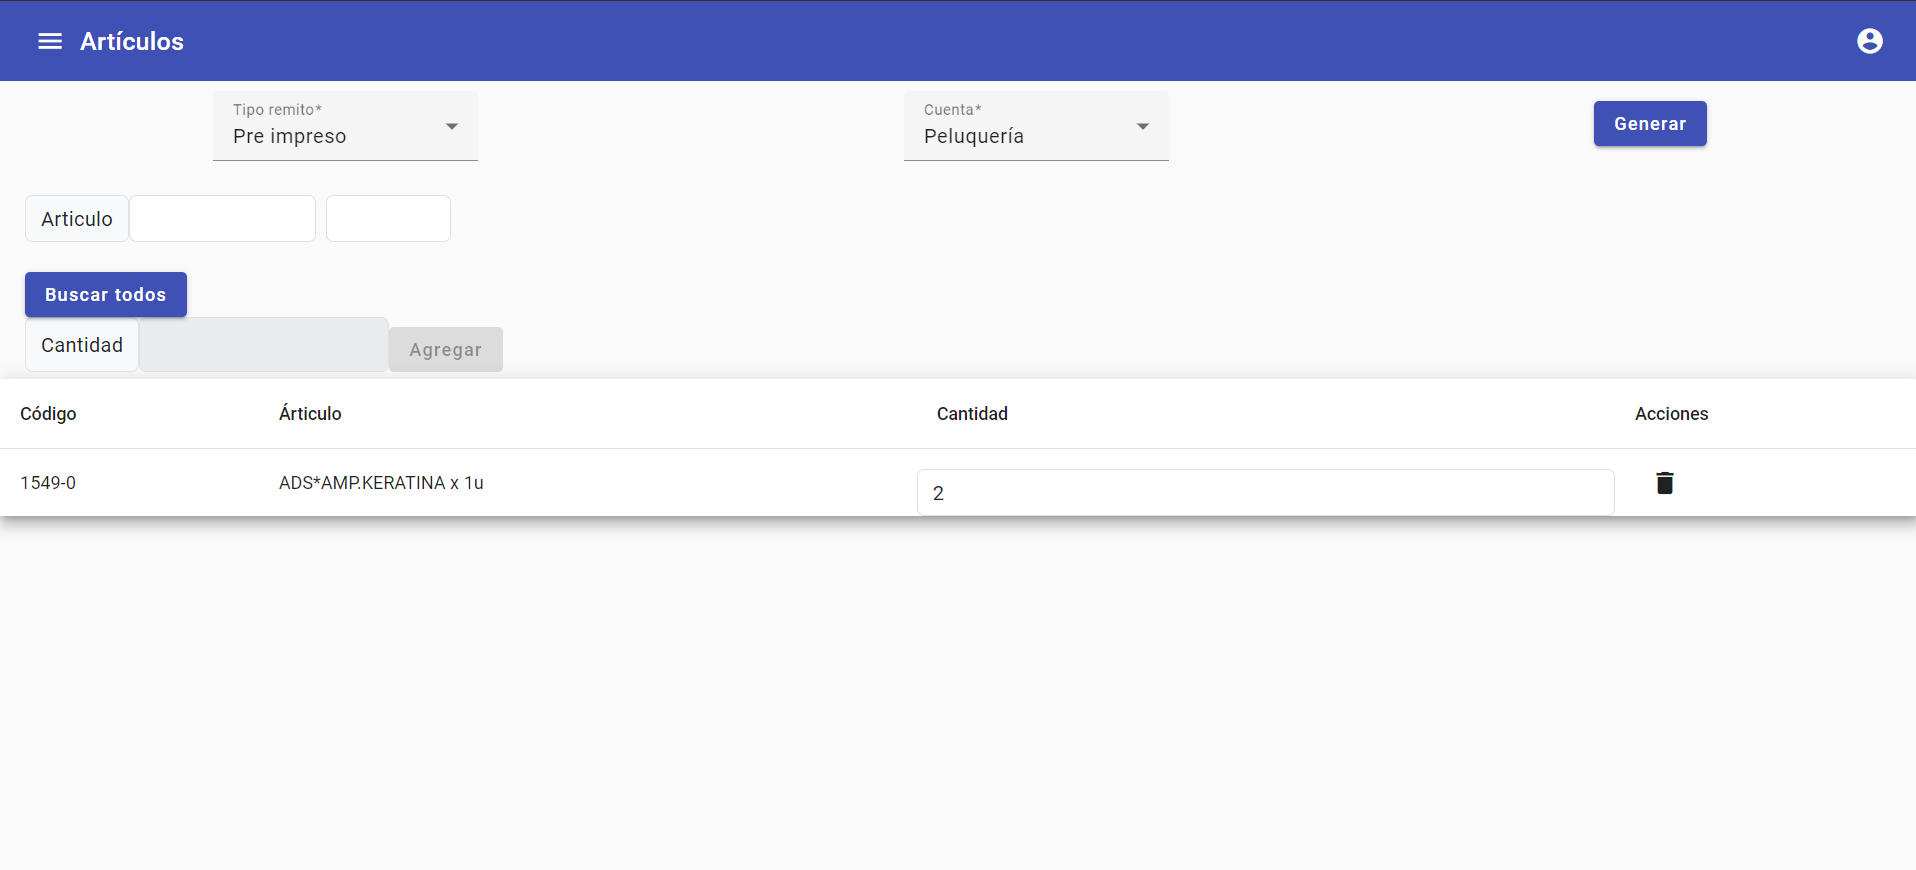 Artículos
Tipo remito*
Pre impreso
Cuenta*
Peluquería
Generar
Articulo
Buscar todos
Cantidad
Agregar
Código Árticulo Cantidad Acciones
1549-0 ADS*AMP.KERATINA x 1u 2